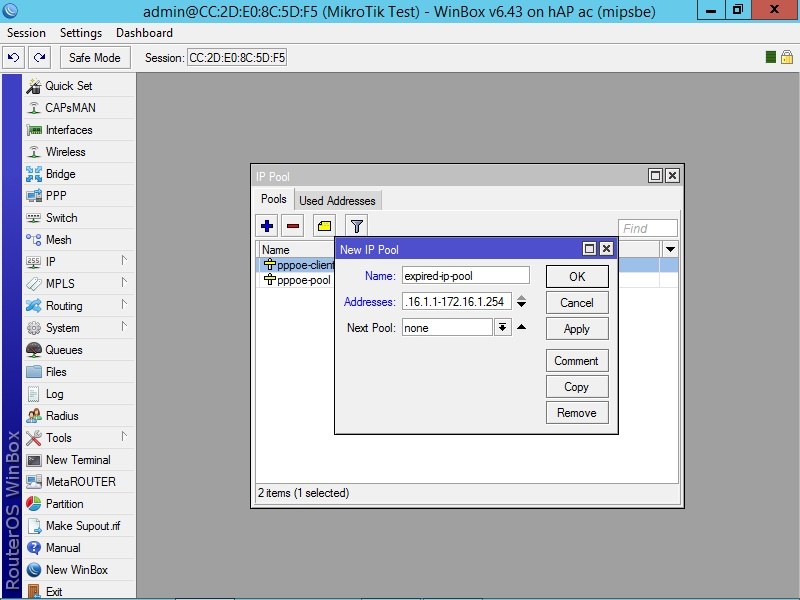 admin@CC:2D:E0:8C:5D:F5 (MikroTik Test) - WinBox v6.43 on hAP ac (mipsbe)
Session Settings Dashboard
Safe Mode Session: CC:2D:E0:8C:5D:F5
Quick Set
CAPsMAN
Interfaces
Wireless
Bridge
PPP
Switch
Mesh
IP
MPLS
Routing
System
Queues
Files
Log
Radius
Tools
New Terminal
MetaROUTER
Partition
Make Supout.rif
Manual
New WinBox
Exit
RouterOS WinBox
IP Pool
Pools Used Addresses
Find
Name
pppoe-client
pppoe-pool
2 items (1 selected)
New IP Pool
Name: expired-ip-pool
Addresses: .16.1.1-172.16.1.254
Next Pool: none
OK
Cancel
Apply
Comment
Copy
Remove